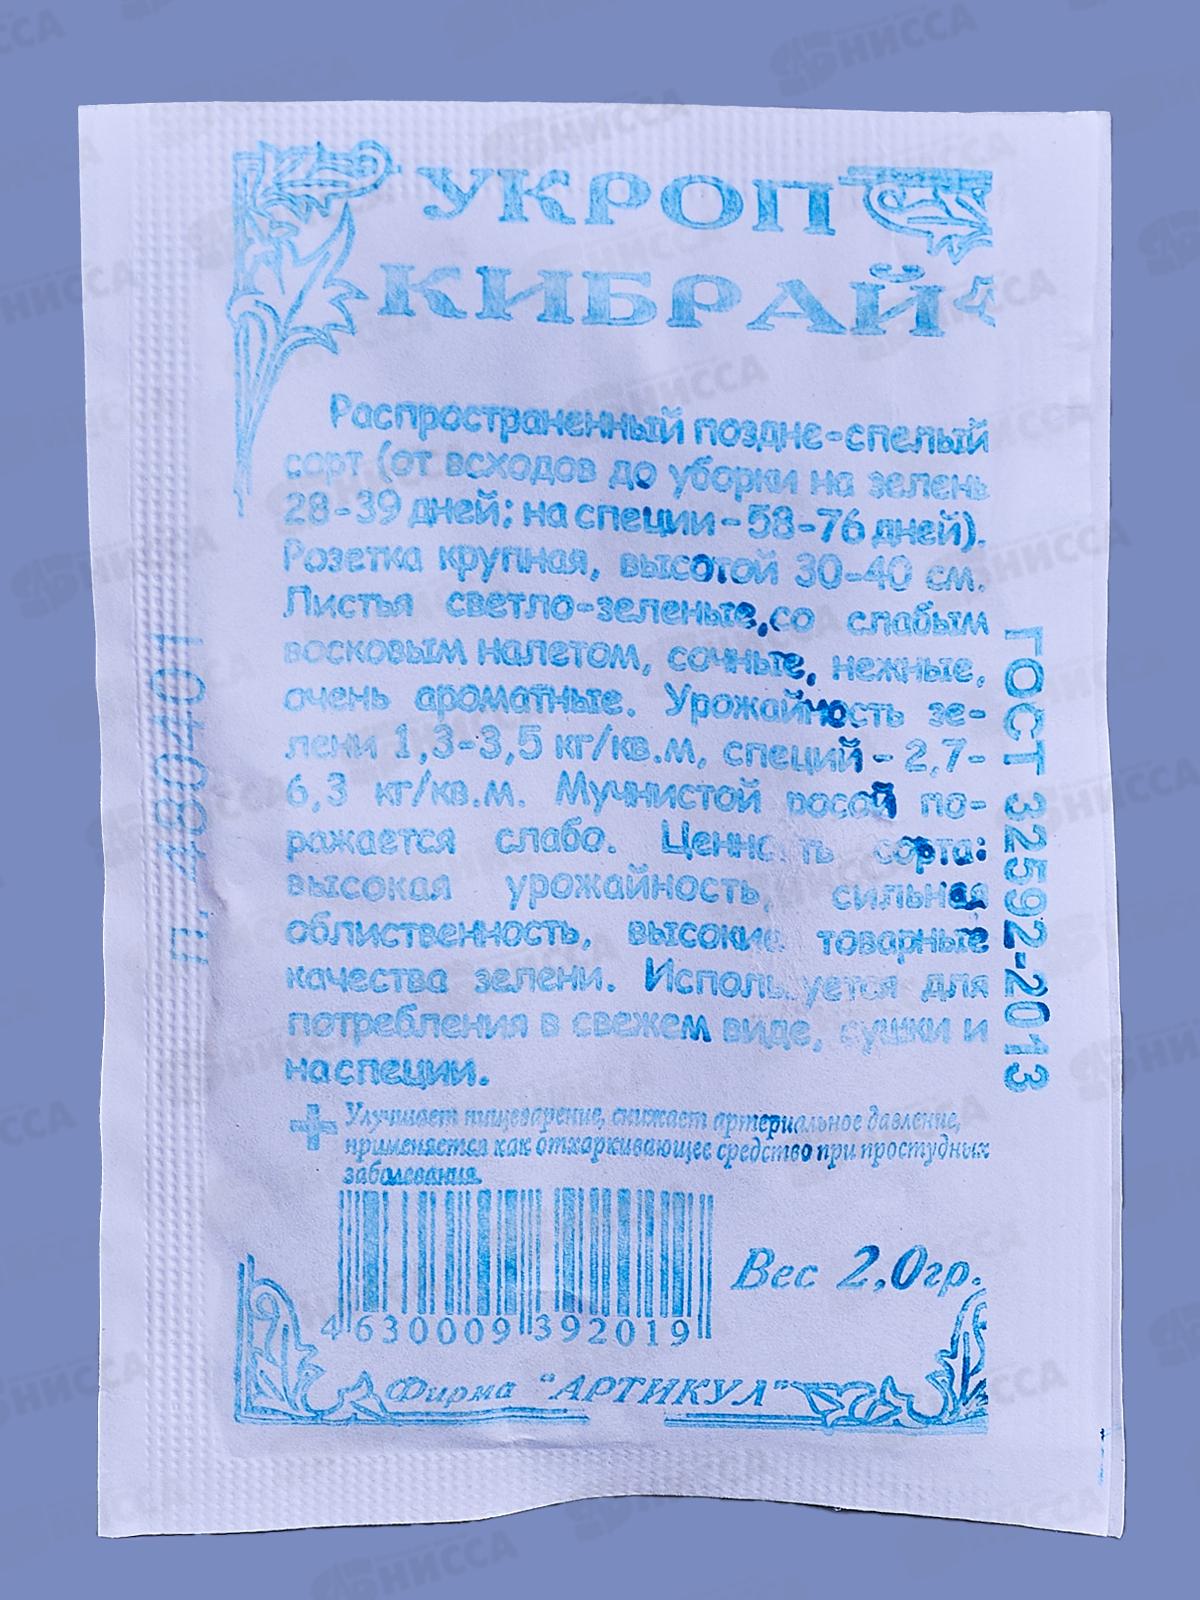 УКРОП
КИБРАЙ
Распространенный поздне-спелый
сорт (от всходов до уборки на зелень
28-39 дней; на специи-58-76 дней).
Розетка крупная, высотой 30-40 см.
Листья светло-зеленые,со слабым
восковым налетом, сочные, нежные,
очень ароматные. Урожайность зе-
лени 1,3-3,5 кг/кв.м, специй - 2,7-
6,3 кг/кв.м. Мучнистой росой по-
ражается слабо. Ценность сорта:
высокая урожайность, сильная
облиственность, высокие товарные
качества зелени. Используется для
потребления в свежем виде, сушки и
на специи.
Улучшает пищеварение, снижает артериальное давление,
применяется как отхаркивающее средство при простудных
заболевания.
4 630009 392019
Вес 2,0гр.
Фирма "АРТИКУЛ"
ГОСТ 32592-2013
П. 480401
НИССА